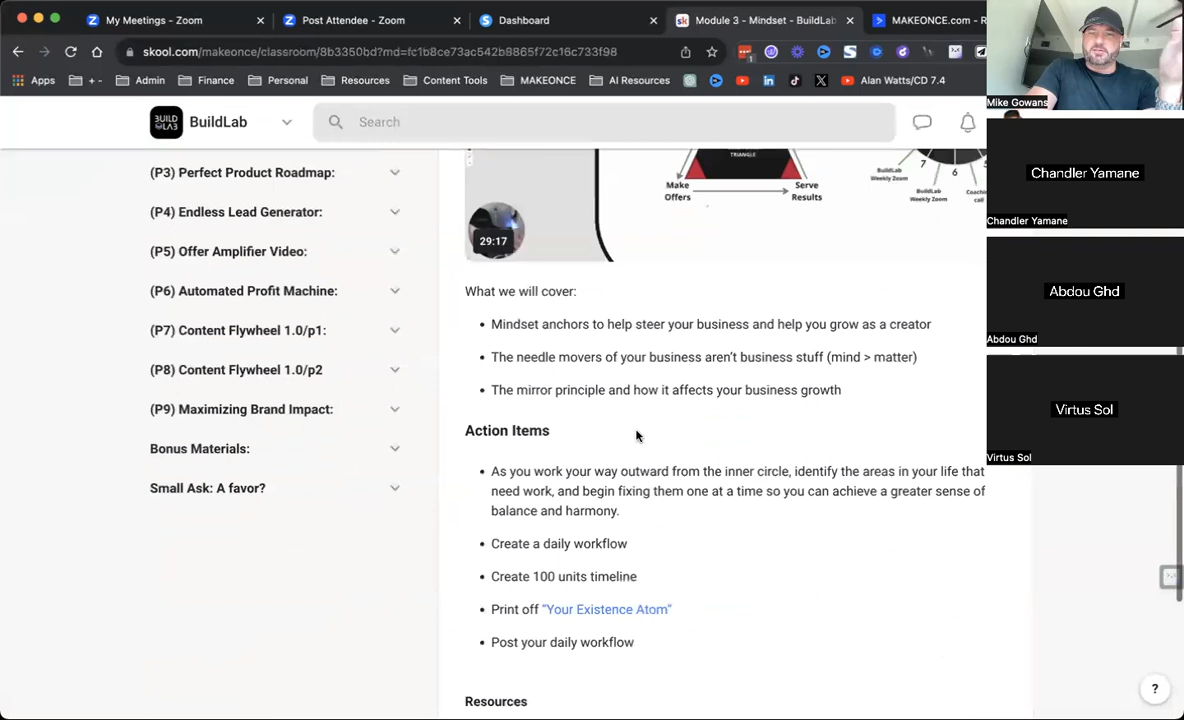 My Meetings - Zoom
Post Attendee - Zoom
Dashboard
Module 3 - Mindset - BuildLab
MAKEONCE.com - R
skool.com/makeonce/classroom/8b3350bd?md=fc1b8ce73ac542b8865f72c16c733f98
1
Apps
+ -
Admin
Finance
Personal
Resources
Content Tools
MAKEONCE
AI Resources
Alan Watts/CD 7.4
Mike Gowans
BUILD
LAB
BuildLab
Search
Chandler Yamane
Chandler Yamane
Abdou Ghd
Abdou Ghd
Virtus Sol
Virtus Sol
(P3) Perfect Product Roadmap:
(P4) Endless Lead Generator:
(P5) Offer Amplifier Video:
(P6) Automated Profit Machine:
(P7) Content Flywheel 1.0/p1:
(P8) Content Flywheel 1.0/p2
(P9) Maximizing Brand Impact:
Bonus Materials:
Small Ask: A favor?
TRIANGLE
Make
Offers
Serve
Results
7
6
BuildLab
Weekly Zoom
BuildLab
Weekly Zoom
Coaching
call
29:17
What we will cover:
• Mindset anchors to help steer your business and help you grow as a creator
• The needle movers of your business aren't business stuff (mind > matter)
• The mirror principle and how it affects your business growth
Action Items
• As you work your way outward from the inner circle, identify the areas in your life that
need work, and begin fixing them one at a time so you can achieve a greater sense of
balance and harmony.
• Create a daily workflow
• Create 100 units timeline
• Print off "Your Existence Atom"
• Post your daily workflow
Resources
?